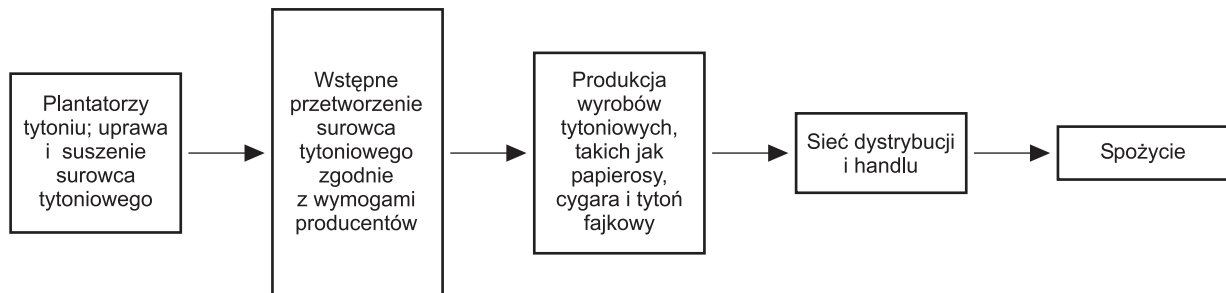 Plantatorzy
tytoniu; uprawa
i suszenie
surowca
tytoniowego
Wstępne
przetworzenie
surowca
tytoniowego
zgodnie
z wymogami
producentów
Produkcja
wyrobów
tytoniowych,
takich jak
papierosy,
cygara i tytoń
fajkowy
Sieć dystrybucji
i handlu
Spożycie